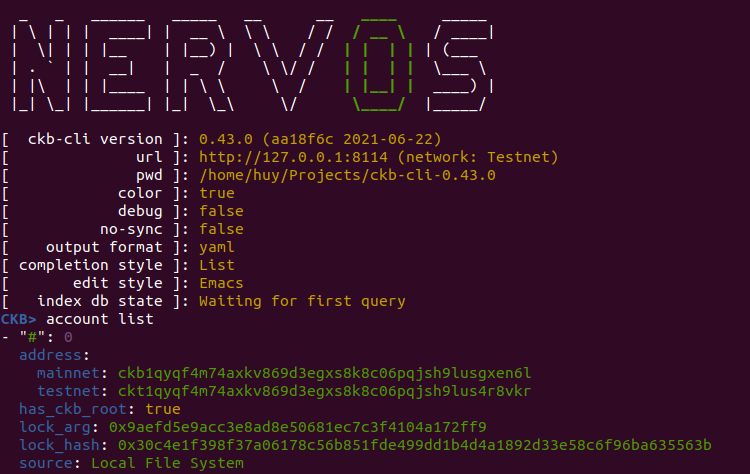 NERVOS
[  ckb-cli version ]: 0.43.0 (aa18f6c 2021-06-22)
[              url ]: http://127.0.0.1:8114 (network: Testnet)
[              pwd ]: /home/huy/Projects/ckb-cli-0.43.0
[            color ]: true
[            debug ]: false
[          no-sync ]: false
[    output format ]: yaml
[ completion style ]: List
[       edit style ]: Emacs
[   index db state ]: Waiting for first query
CKB> account list
- "#": 0
  address:
    mainnet: ckb1qyqf4m74axkv869d3egxs8k8c06pqjsh9lusgxen6l
    testnet: ckt1qyqf4m74axkv869d3egxs8k8c06pqjsh9lus4r8vkr
  has_ckb_root: true
  lock_arg: 0x9aefd5e9acc3e8ad8e50681ec7c3f4104a172ff9
  lock_hash: 0x30c4e1f398f37a06178c56b851fde499dd1b4d4a1892d33e58c6f96ba635563b
  source: Local File System